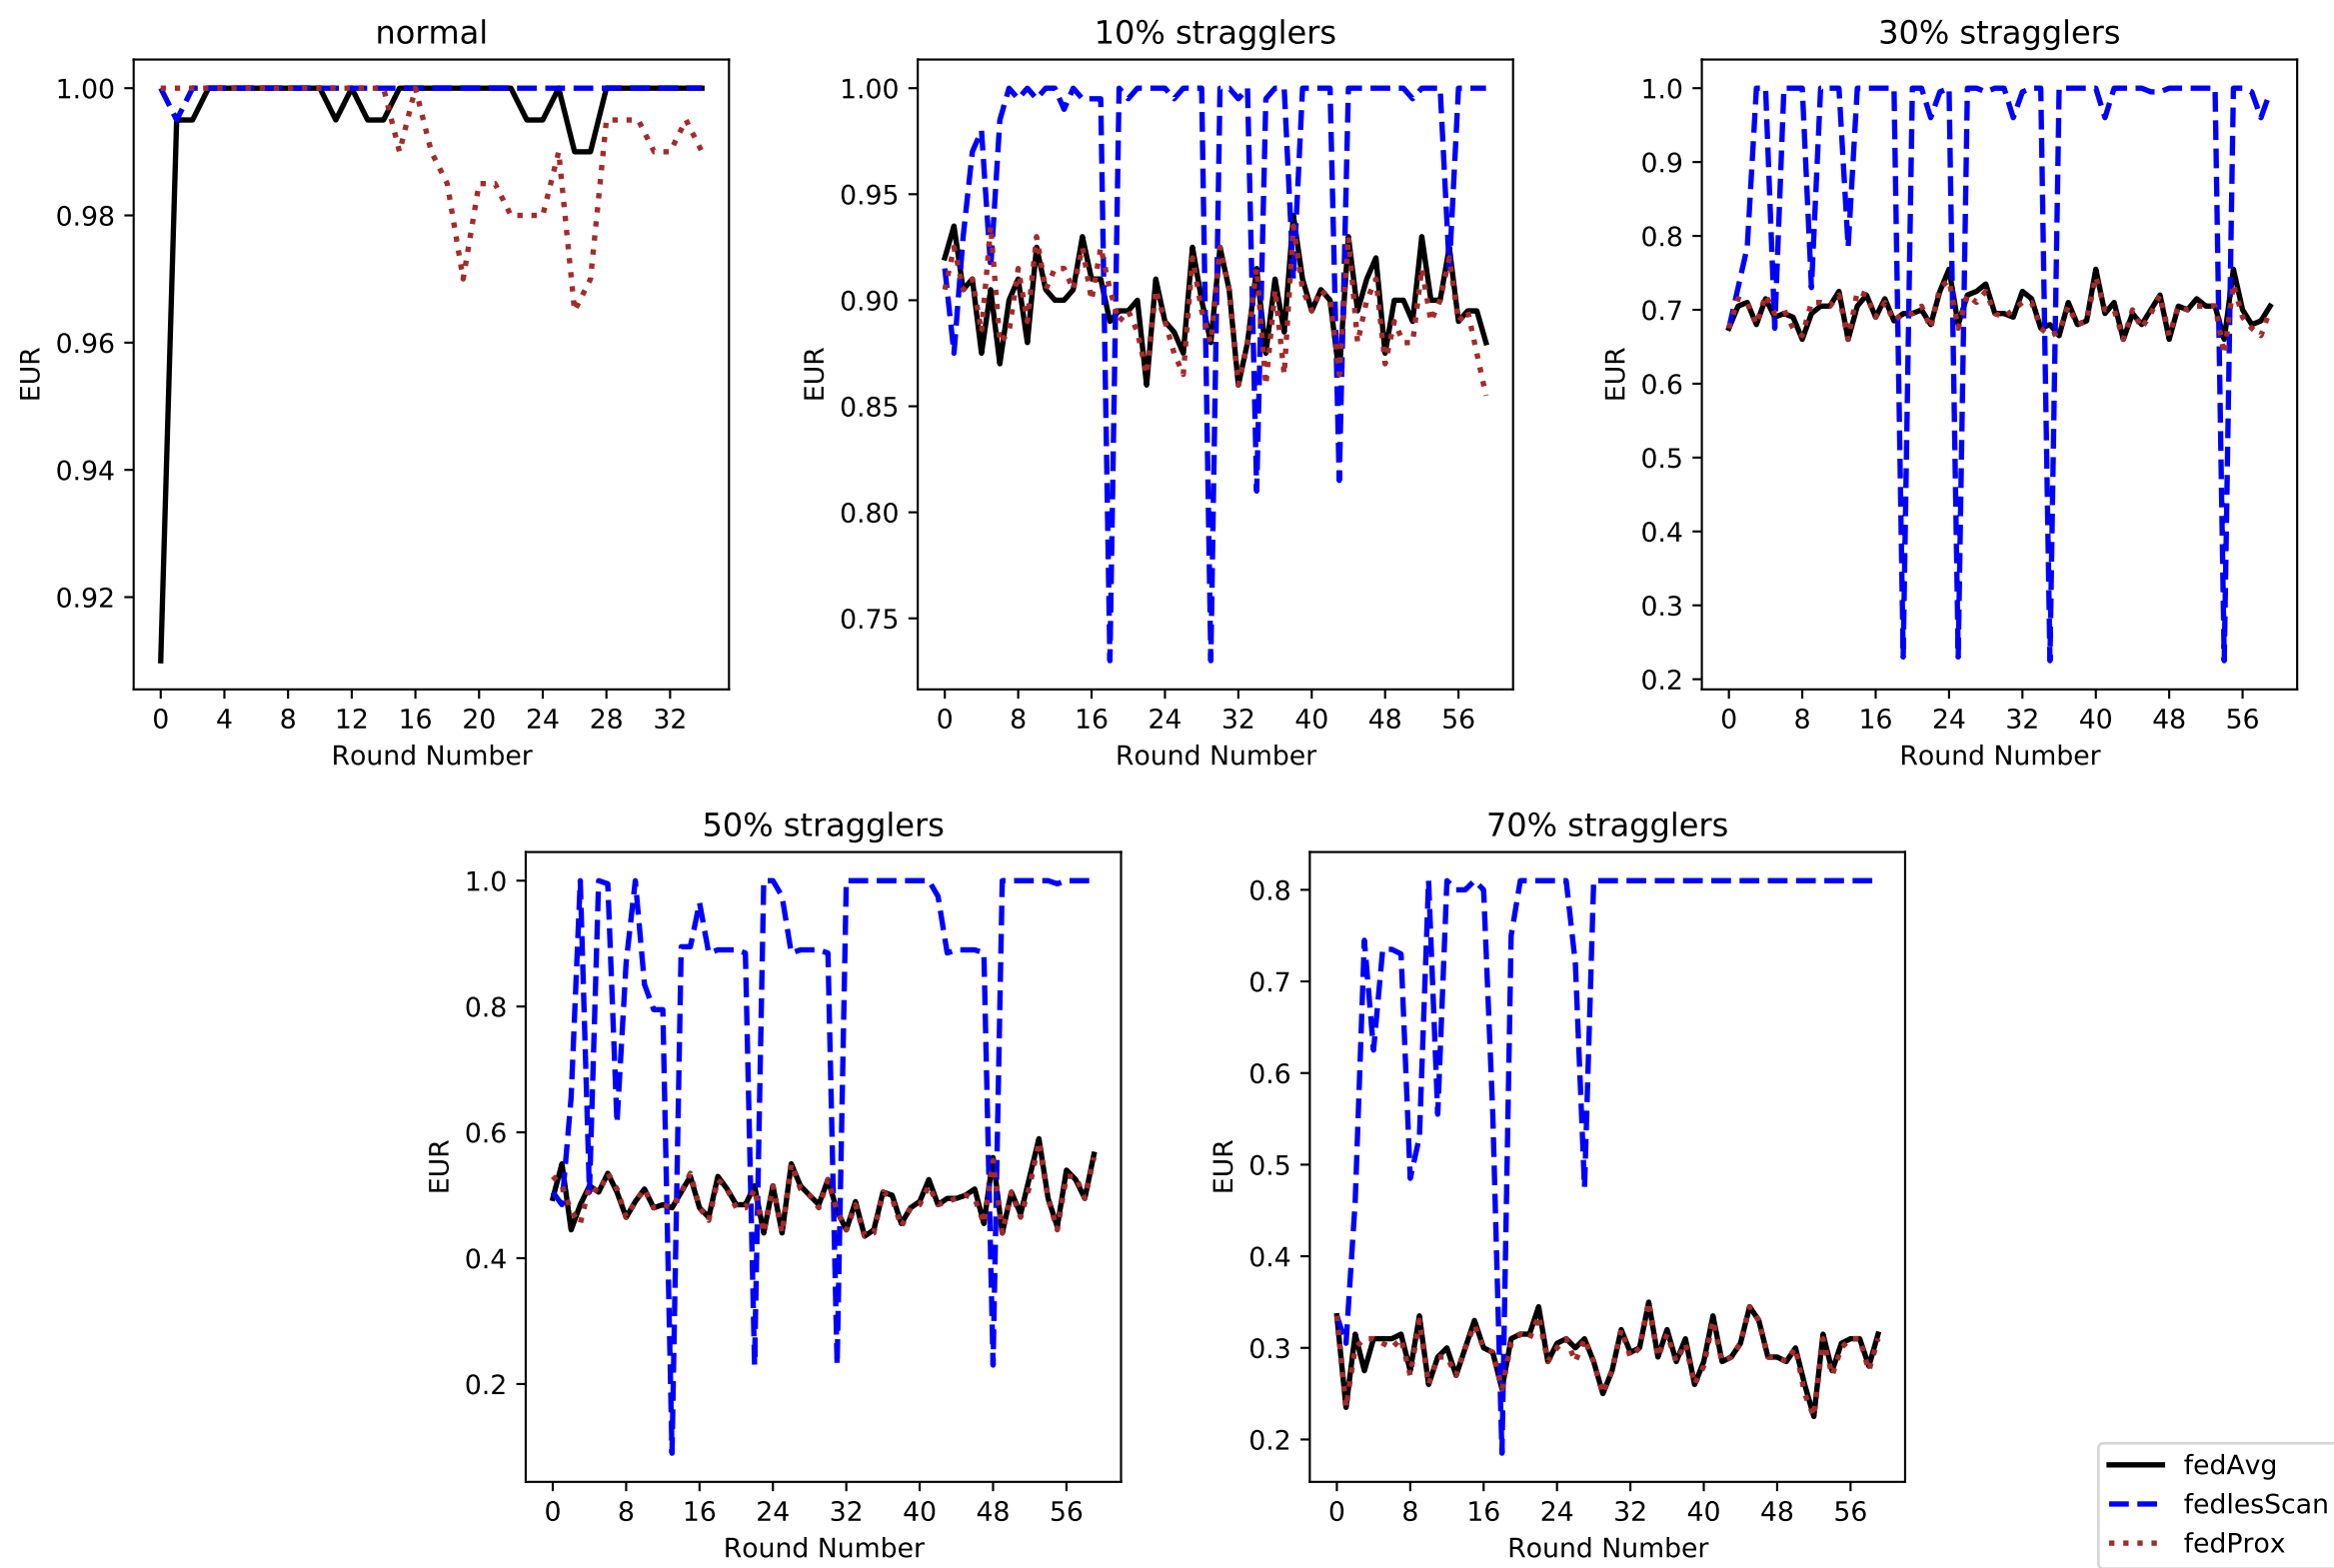 normal
1.00
0.98
0.96
0.94
0.92
EUR
0 4 8 12 16 20 24 28 32
Round Number
10% stragglers
1.00
0.95
0.90
0.85
0.80
0.75
EUR
0 8 16 24 32 40 48 56
Round Number
30% stragglers
1.0
0.9
0.8
0.7
0.6
0.5
0.4
0.3
0.2
EUR
0 8 16 24 32 40 48 56
Round Number
50% stragglers
1.0
0.8
0.6
0.4
0.2
EUR
0 8 16 24 32 40 48 56
Round Number
70% stragglers
0.8
0.7
0.6
0.5
0.4
0.3
0.2
EUR
0 8 16 24 32 40 48 56
Round Number
fedAvg
fedlesScan
fedProx